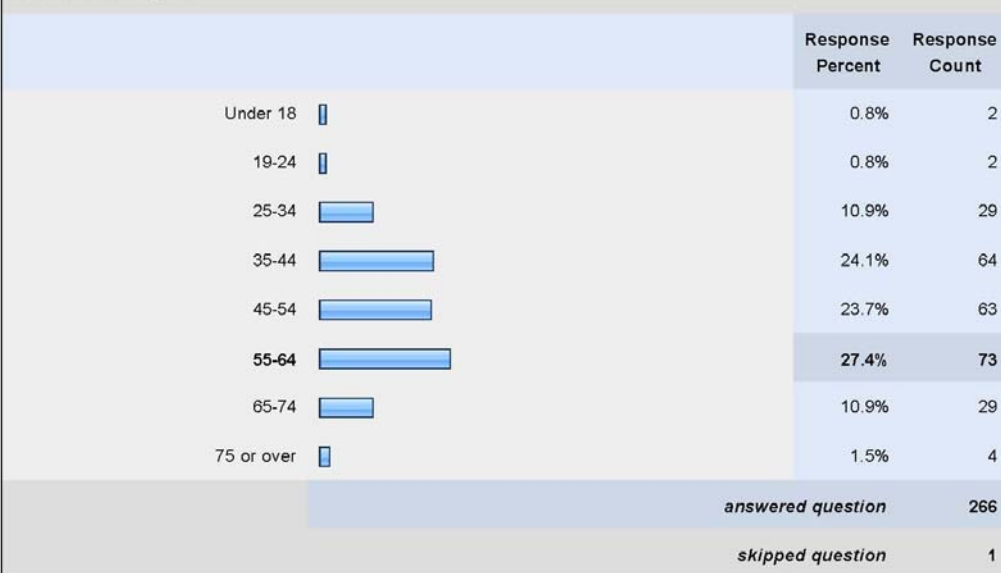 Response Response
Percent Count
Under 18 0.8% 2
19-24 0.8% 2
25-34 10.9% 29
35-44 24.1% 64
45-54 23.7% 63
55-64 27.4% 73
65-74 10.9% 29
75 or over 1.5% 4
answered question 266
skipped question 1